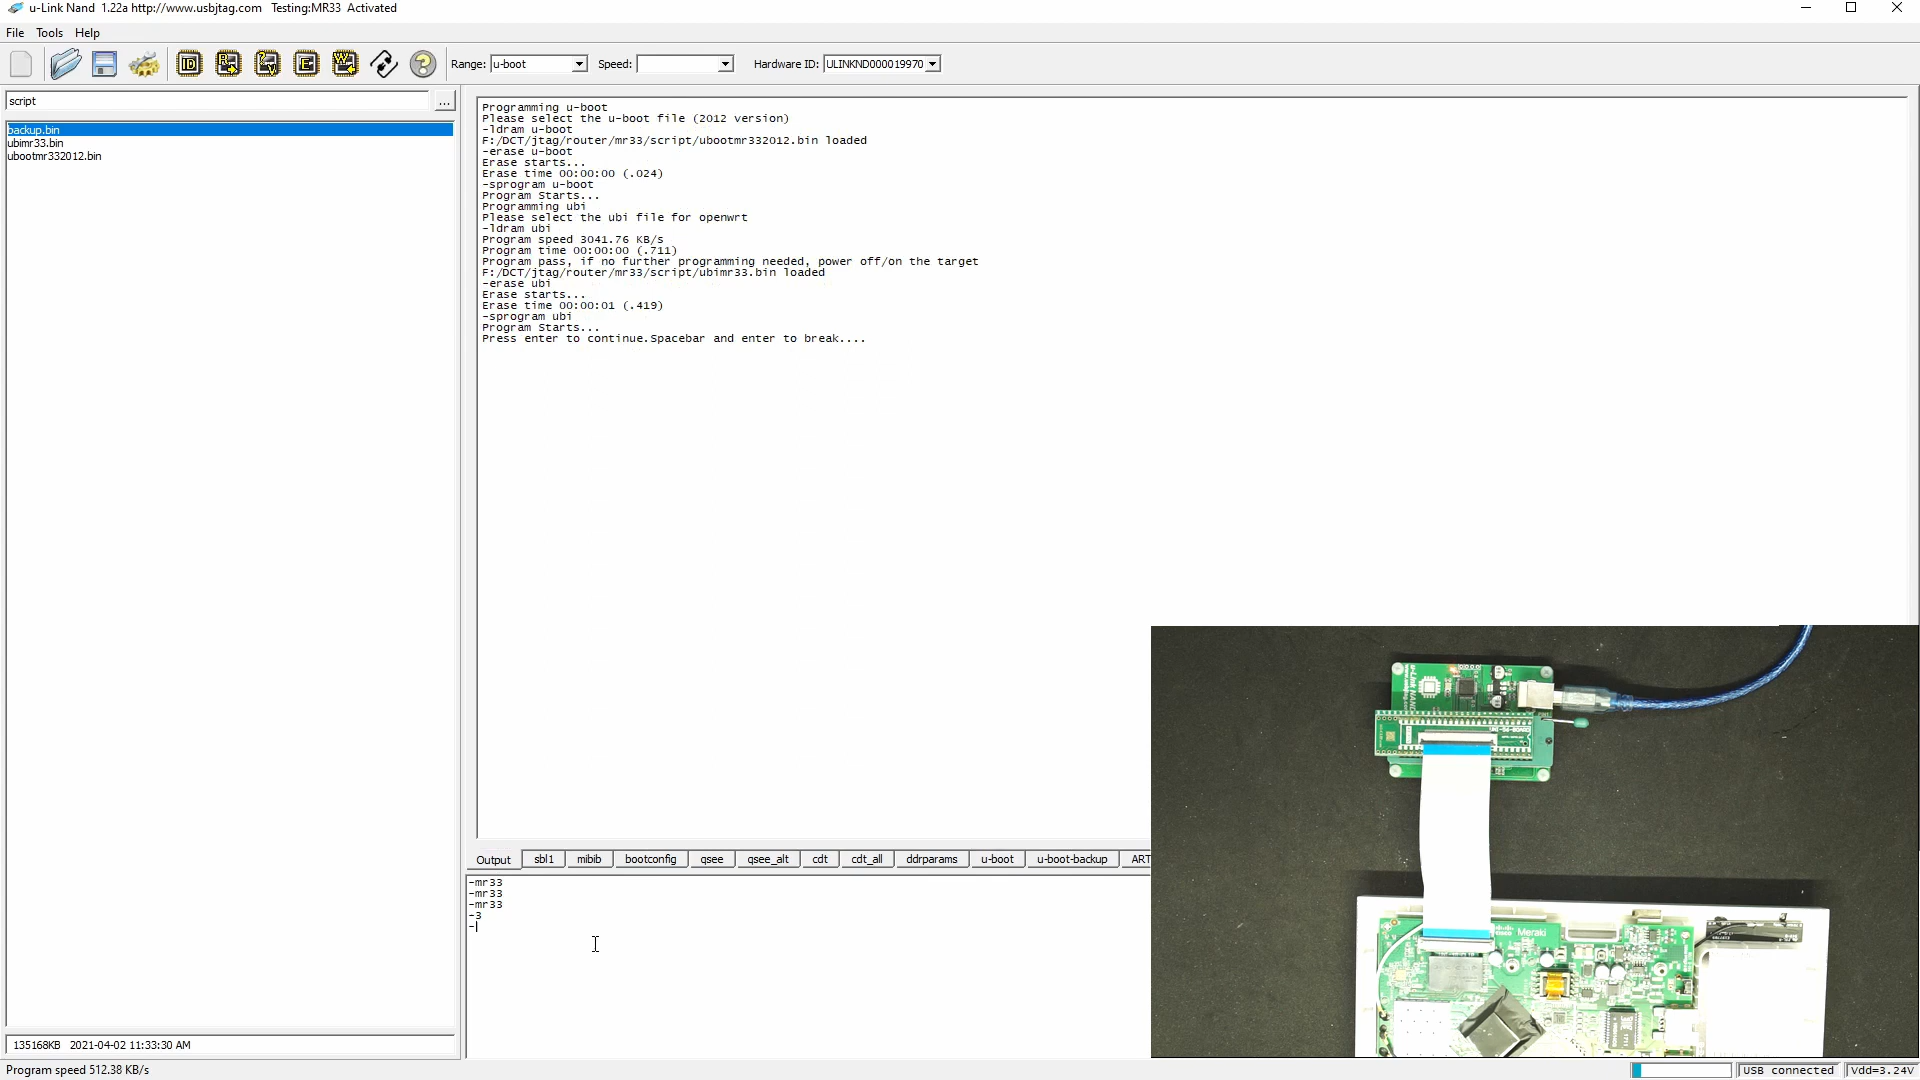 u-Link Nand 1.22a http://www.usbjtag.com Testing:MR33 Activated
File Tools Help
ID R V E W ?
Range: u-boot Speed: Hardware ID: ULINKND000019970
script ...
backup.bin
ubimr33.bin
ubootmr332012.bin
Programming u-boot
Please select the u-boot file (2012 version)
-ldram u-boot
F:/DCT/jtag/router/mr33/script/ubootmr332012.bin loaded
-erase u-boot
Erase starts...
Erase time 00:00:00 (.024)
-sprogram u-boot
Program Starts...
Programming ubi
Please select the ubi file for openwrt
-ldram ubi
Program speed 3041.76 KB/s
Program time 00:00:00 (.711)
Program pass, if no further programming needed, power off/on the target
F:/DCT/jtag/router/mr33/script/ubimr33.bin loaded
-erase ubi
Erase starts...
Erase time 00:00:01 (.419)
-sprogram ubi
Program Starts...
Press enter to continue.Spacebar and enter to break....
Output sbl1 mibib bootconfig qsee qsee_alt cdt cdt_all ddrparams u-boot u-boot-backup ART
-mr33
-mr33
-mr33
-3
-
Meraki
135168KB 2021-04-02 11:33:30 AM
Program speed 512.38 KB/s
USB connected Vdd=3.24V